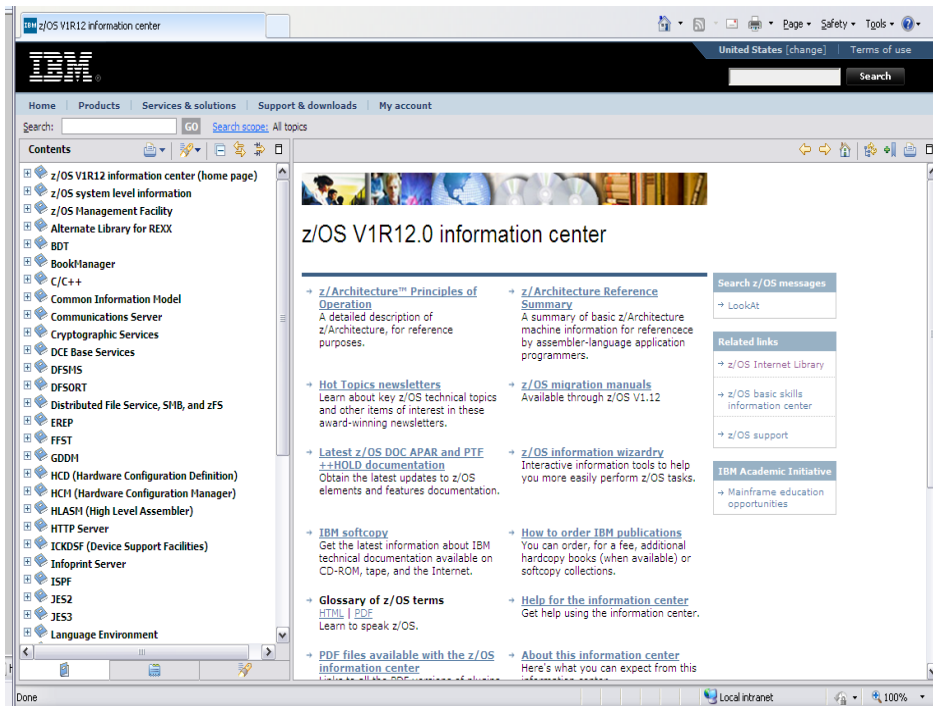 z/OS V1R12 information center
Page
Safety
Tools
United States [change]
Terms of use
IBM
Search
Home
Products
Services & solutions
Support & downloads
My account
Search:
GO
Search scope: All topics
Contents
z/OS V1R12 information center (home page)
z/OS system level information
z/OS Management Facility
Alternate Library for REXX
BDT
BookManager
C/C++
Common Information Model
Communications Server
Cryptographic Services
DCE Base Services
DFSMS
DFSORT
Distributed File Service, SMB, and zFS
EREP
FFST
GDDM
HCD (Hardware Configuration Definition)
HCM (Hardware Configuration Manager)
HLASM (High Level Assembler)
HTTP Server
ICKDSF (Device Support Facilities)
Infoprint Server
ISPF
JES2
JES3
Language Environment
z/OS V1R12.0 information center
z/Architecture™ Principles of
Operation
A detailed description of
z/Architecture, for reference
purposes.
z/Architecture Reference
Summary
A summary of basic z/Architecture
machine information for referencece
by assembler-language application
programmers.
Hot Topics newsletters
Learn about key z/OS technical topics
and other items of interest in these
award-winning newsletters.
z/OS migration manuals
Available through z/OS V1.12
Latest z/OS DOC APAR and PTF
++HOLD documentation
Obtain the latest updates to z/OS
elements and features documentation.
z/OS information wizardry
Interactive information tools to help
you more easily perform z/OS tasks.
IBM softcopy
Get the latest information about IBM
technical documentation available on
CD-ROM, tape, and the Internet.
How to order IBM publications
You can order, for a fee, additional
hardcopy books (when available) or
softcopy collections.
Glossary of z/OS terms
HTML | PDF
Learn to speak z/OS.
Help for the information center
Get help using the information center.
PDF files available with the z/OS
information center
Links to all the PDF versions of plugins
About this information center
Here's what you can expect from this
information center.
Search z/OS messages
LookAt
Related links
z/OS Internet Library
z/OS basic skills
information center
z/OS support
IBM Academic Initiative
Mainframe education
opportunities
Done
Local intranet
100%